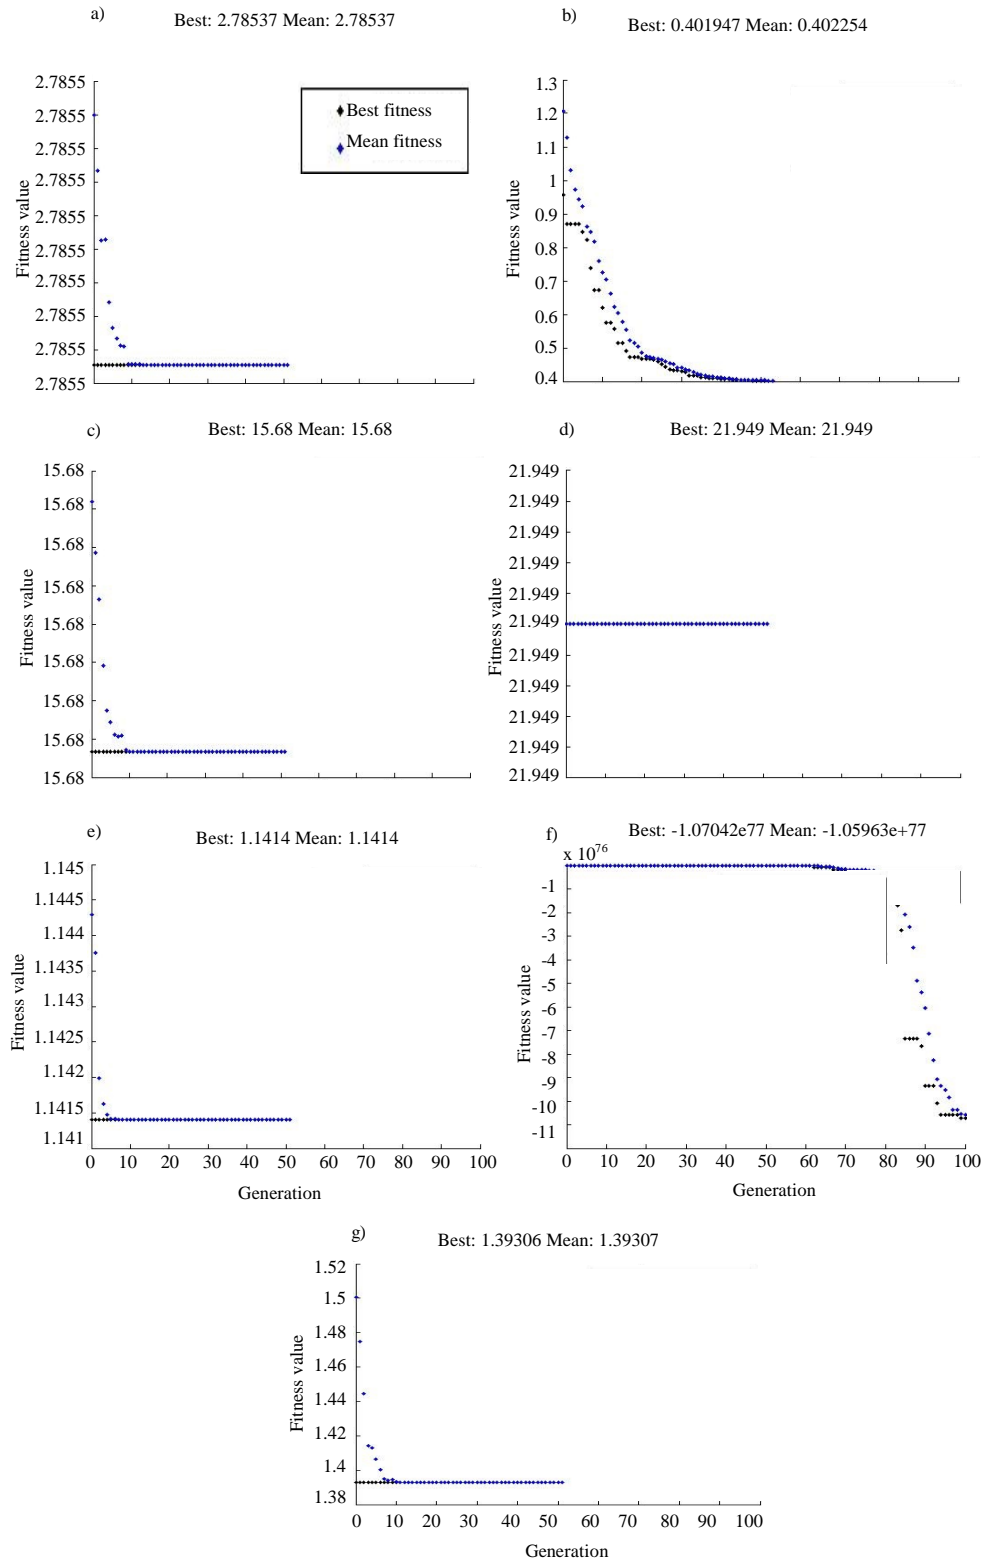 a)
Best: 2.78537 Mean: 2.78537
2.7855
2.7855
2.7855
2.7855
2.7855
2.7855
2.7855
2.7855
2.7855
2.7855
Fitness value
Best fitness
Mean fitness
b)
Best: 0.401947 Mean: 0.402254
1.3
1.2
1.1
1
0.9
0.8
0.7
0.6
0.5
0.4
Fitness value
c)
Best: 15.68 Mean: 15.68
15.68
15.68
15.68
15.68
15.68
15.68
15.68
15.68
15.68
Fitness value
d)
Best: 21.949 Mean: 21.949
21.949
21.949
21.949
21.949
21.949
21.949
21.949
21.949
21.949
21.949
21.949
Fitness value
e)
Best: 1.1414 Mean: 1.1414
1.145
1.1445
1.144
1.1435
1.143
1.1425
1.142
1.1415
1.141
Fitness value
0 10 20 30 40 50 60 70 80 90 100
Generation
f)
Best: -1.07042e77 Mean: -1.05963e+77
x 10^76
-1
-2
-3
-4
-5
-6
-7
-8
-9
-10
-11
Fitness value
0 10 20 30 40 50 60 70 80 90 100
Generation
g)
Best: 1.39306 Mean: 1.39307
1.52
1.5
1.48
1.46
1.44
1.42
1.4
1.38
Fitness value
0 10 20 30 40 50 60 70 80 90 100
Generation